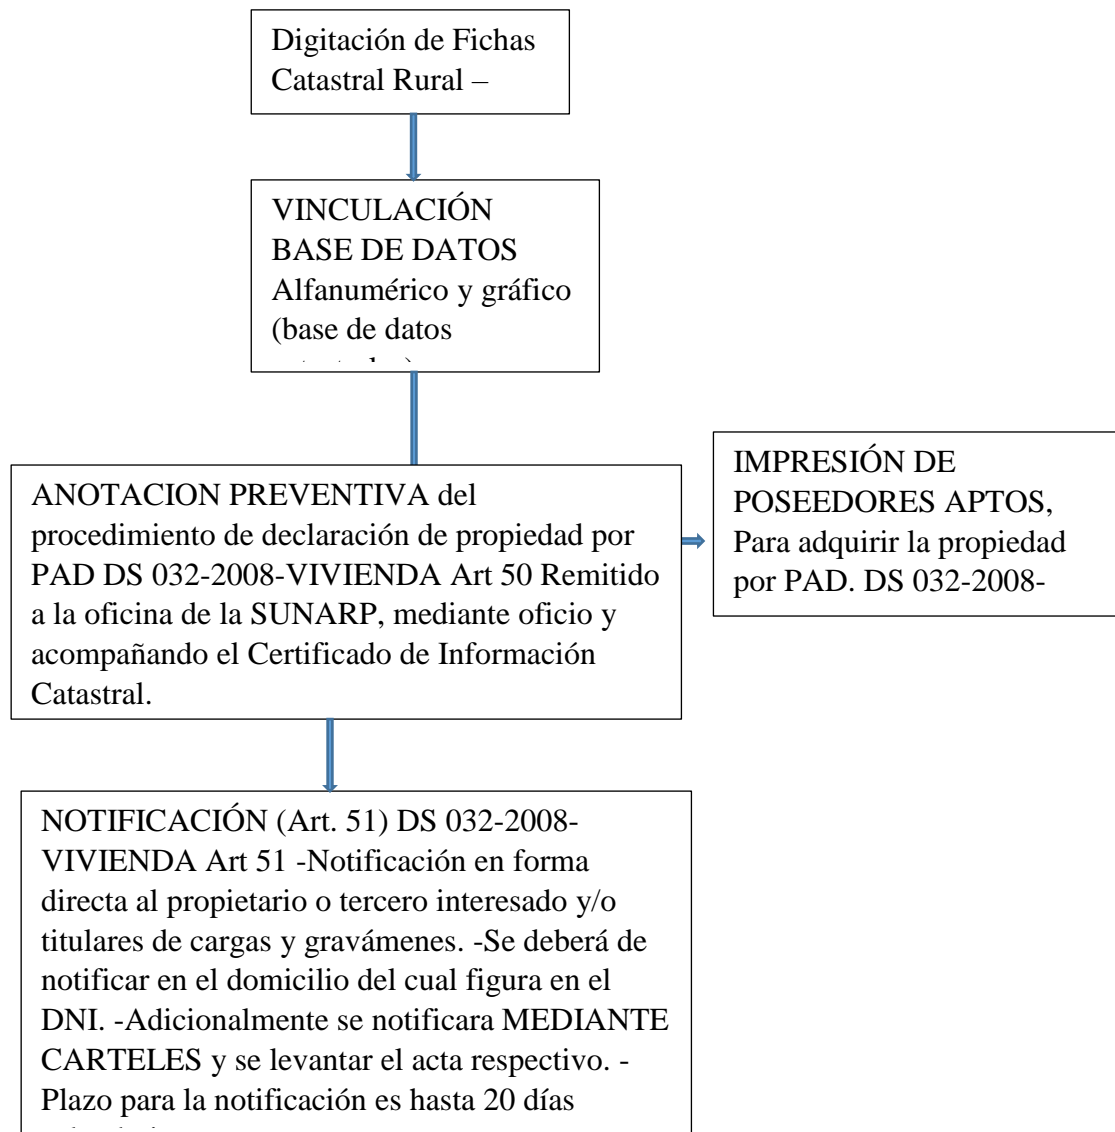 Digitación de Fichas
Catastral Rural –
VINCULACIÓN
BASE DE DATOS
Alfanumérico y gráfico
(base de datos
ANOTACION PREVENTIVA del
procedimiento de declaración de propiedad por
PAD DS 032-2008-VIVIENDA Art 50 Remitido
a la oficina de la SUNARP, mediante oficio y
acompañando el Certificado de Información
Catastral.
IMPRESIÓN DE
POSEEDORES APTOS,
Para adquirir la propiedad
por PAD. DS 032-2008-
NOTIFICACIÓN (Art. 51) DS 032-2008-
VIVIENDA Art 51 -Notificación en forma
directa al propietario o tercero interesado y/o
titulares de cargas y gravámenes. -Se deberá de
notificar en el domicilio del cual figura en el
DNI. -Adicionalmente se notificara MEDIANTE
CARTELES y se levantar el acta respectivo. -
Plazo para la notificación es hasta 20 días